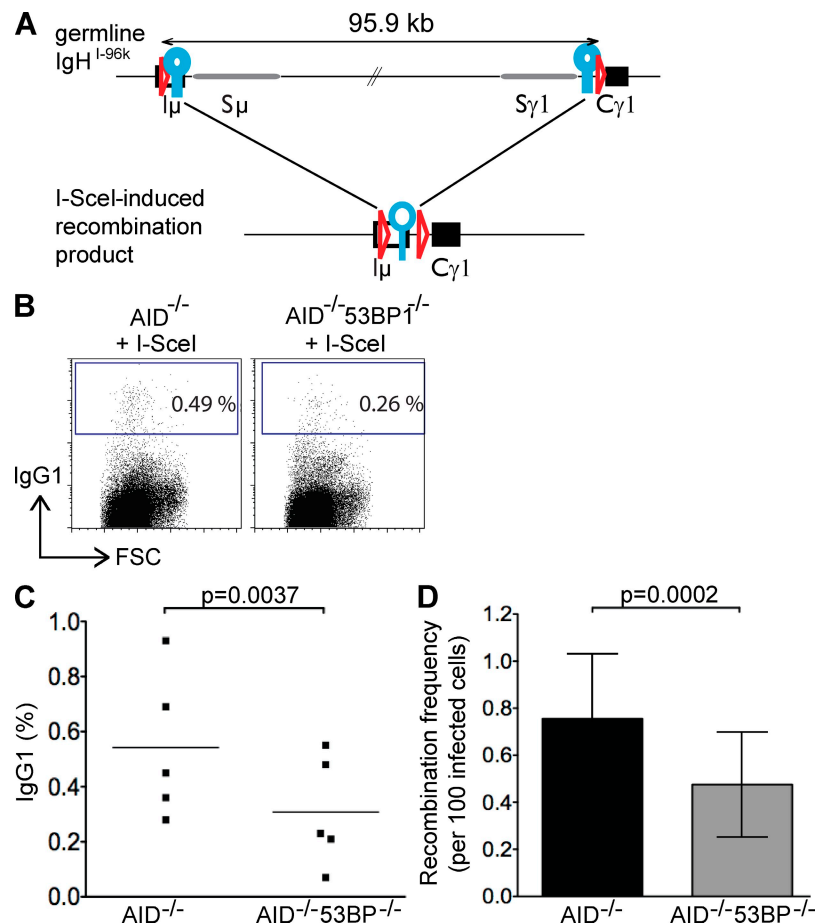 A
germline
IgH I-96k
95.9 kb
Iμ
Sμ
Sγ1
Cγ1
I-SceI-induced
recombination
product
Iμ
Cγ1
B
AID-/-
+ I-SceI
AID-/-53BP1-/-
+ I-SceI
0.49 %
0.26 %
IgG1
FSC
C
p=0.0037
IgG1 (%)
1.0
0.8
0.6
0.4
0.2
0.0
AID-/-
AID-/-53BP-/-
D
p=0.0002
Recombination frequency
(per 100 infected cells)
1.2
1.0
0.8
0.6
0.4
0.2
0.0
AID-/-
AID-/-53BP-/-